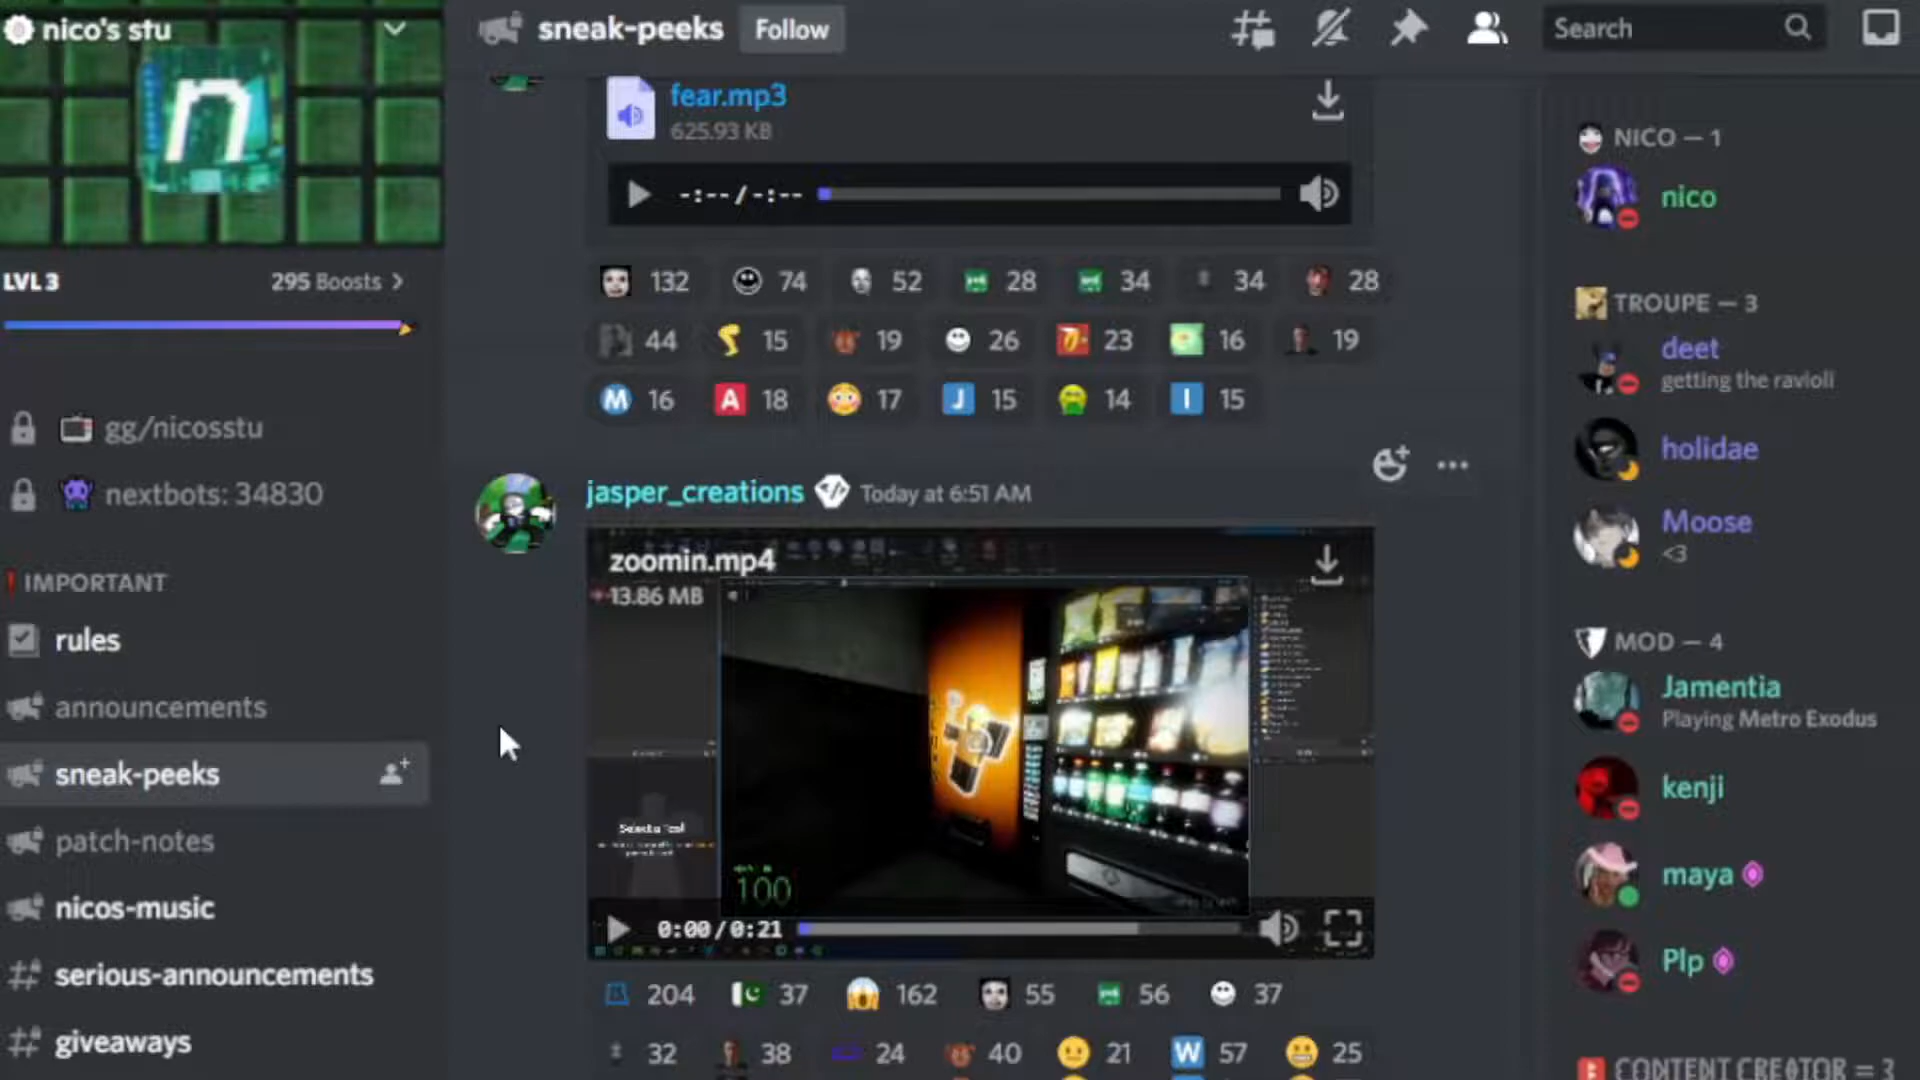 nico's stu
LVL 3
295 Boosts
gg/nicosstu
nextbots: 34830
IMPORTANT
rules
announcements
sneak-peeks
patch-notes
nicos-music
serious-announcements
giveaways
sneak-peeks
Follow
Search
fear.mp3
625.93 KB
-:-- / -:--
132
74
52
28
34
34
28
44
15
19
26
23
16
19
M 16
A 18
17
J 15
14
I 15
jasper_creations
Today at 6:51 AM
zoomin.mp4
13.86 MB
100
0:00 / 0:21
204
37
162
55
56
37
32
38
24
40
21
W 57
25
NICO — 1
nico
TROUPE — 3
deet
getting the ravioli
holidae
Moose
<3
MOD — 4
Jamentia
Playing Metro Exodus
kenji
maya
Plp
CONTENT CREATOR — 3